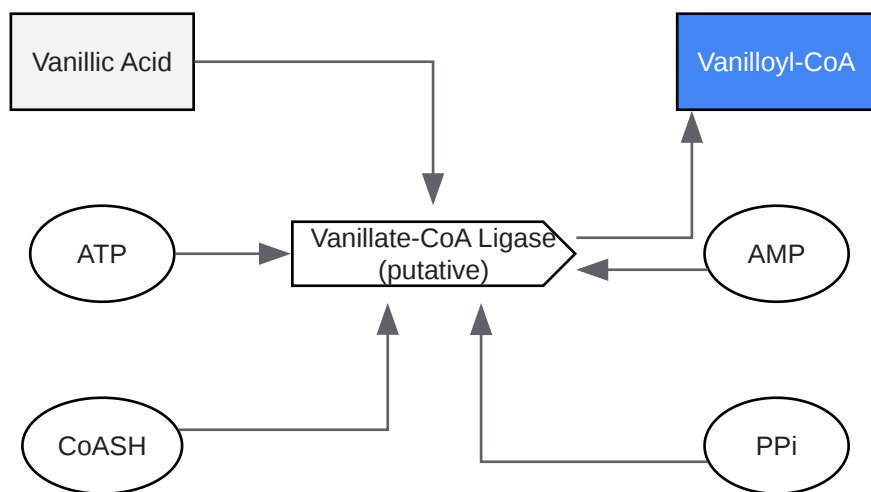 Vanillic Acid
Vanilloyl-CoA
ATP
Vanillate-CoA Ligase
(putative)
AMP
CoASH
PPi